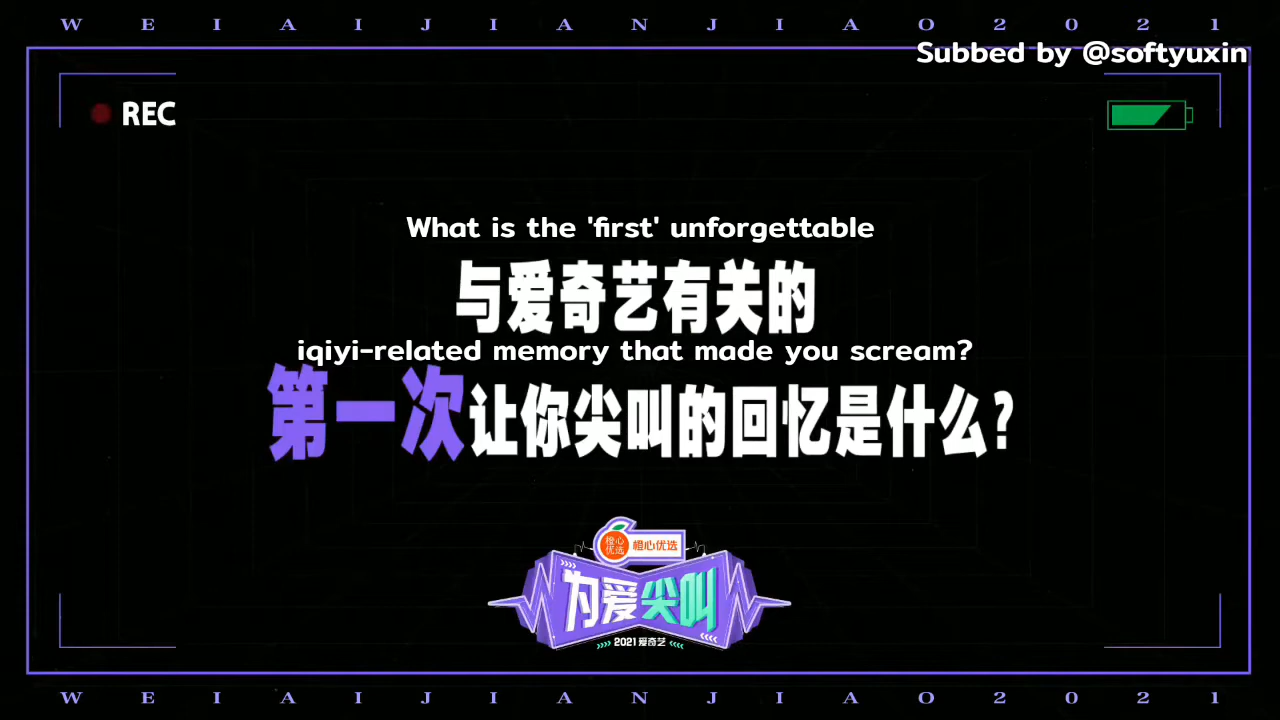 W E I A I J I A N J I A O 2 0 2 1
Subbed by @softyuxin
REC
What is the 'first' unforgettable
与爱奇艺有关的
iqiyi-related memory that made you scream?
第一次让你尖叫的回忆是什么?
橙心优选
橙心优选
为爱尖叫
2021 爱奇艺
W E I A I J I A N J I A O 2 0 2 1